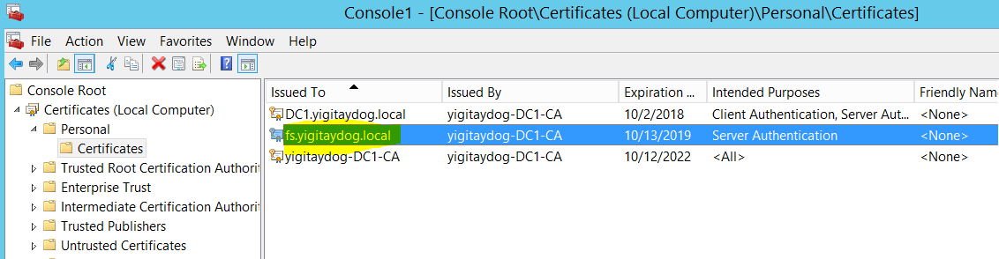 Console1 - [Console Root\Certificates (Local Computer)\Personal\Certificates]
File Action View Favorites Window Help
Console Root
Certificates (Local Computer)
Personal
Certificates
Trusted Root Certification Authori
Enterprise Trust
Intermediate Certification Authori
Trusted Publishers
Untrusted Certificates
Issued To Issued By Expiration ... Intended Purposes Friendly Name
DC1.yigitaydog.local yigitaydog-DC1-CA 10/2/2018 Client Authentication, Server Aut... <None>
fs.yigitaydog.local yigitaydog-DC1-CA 10/13/2019 Server Authentication <None>
yigitaydog-DC1-CA yigitaydog-DC1-CA 10/12/2022 <All> <None>